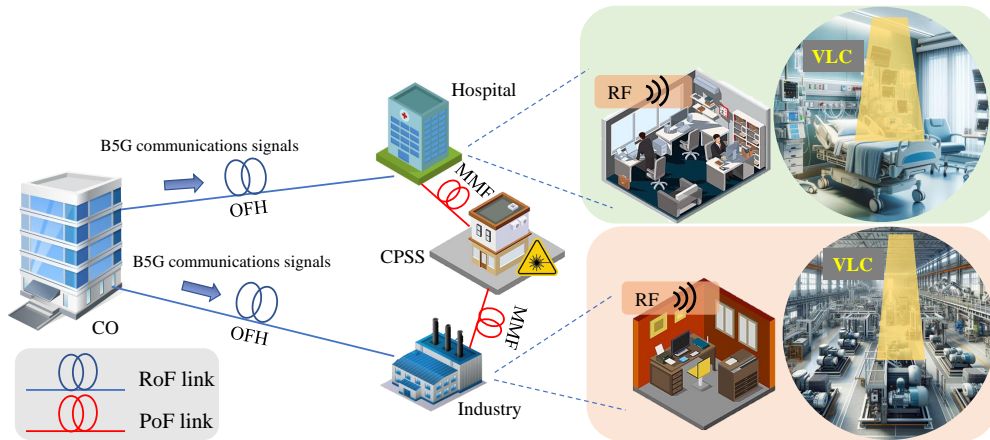 Hospital
B5G communications signals
OFH
MMF
CPSS
B5G communications signals
OFH
MMF
CO
Industry
RoF link
PoF link
RF
VLC
RF
VLC